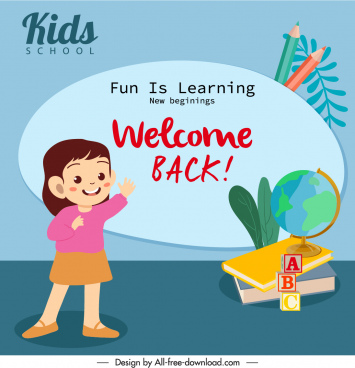 Kids
SCHOOL
Fun Is Learning
New beginings
Welcome
BACK!
A
B
C
Design by All-free-download.com